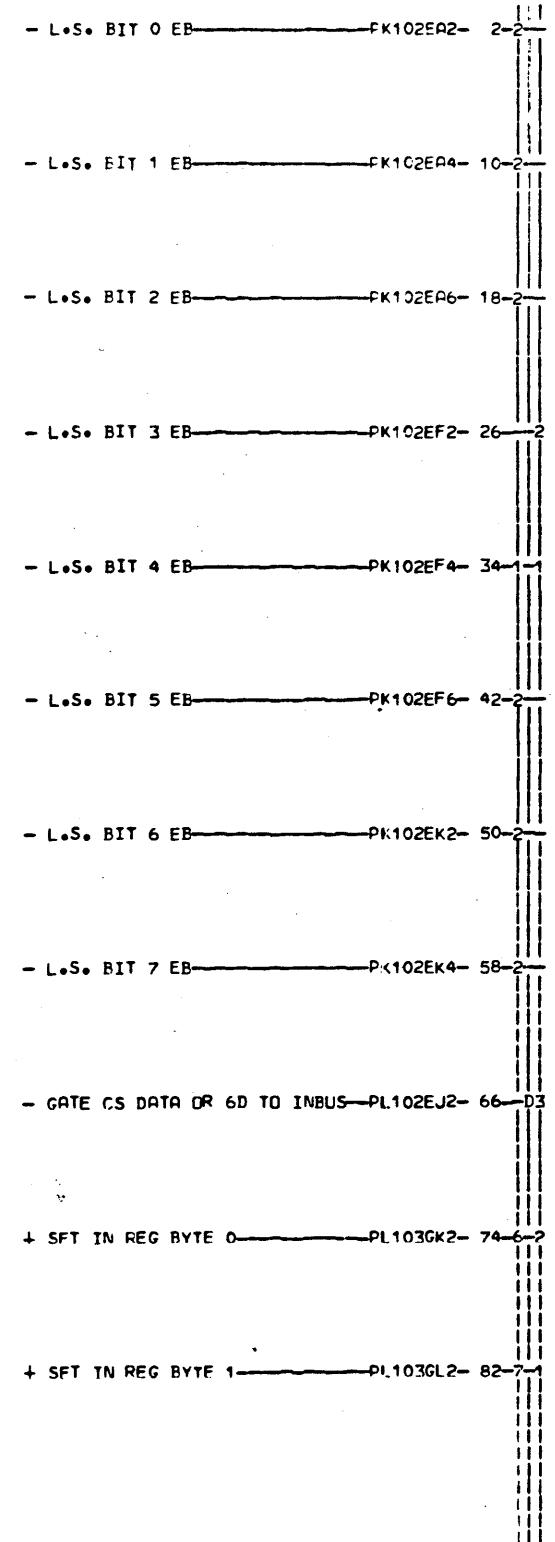 - L.S. BIT 0 EB PK102EA2- 2-2
- L.S. BIT 1 EB PK102EA4- 10-2
- L.S. BIT 2 EB PK102EA6- 18-2
- L.S. BIT 3 EB PK102EF2- 26-2
- L.S. BIT 4 EB PK102EF4- 34-1-1
- L.S. BIT 5 EB PK102EF6- 42-2
- L.S. BIT 6 EB PK102EK2- 50-2
- L.S. BIT 7 EB PK102EK4- 58-2
- GATE CS DATA OR 6D TO INBUS PL102EJ2- 66-D3
+ SET IN REG BYTE 0 PL103GK2- 74-6-2
+ SET IN REG BYTE 1 PL103GL2- 82-7-1